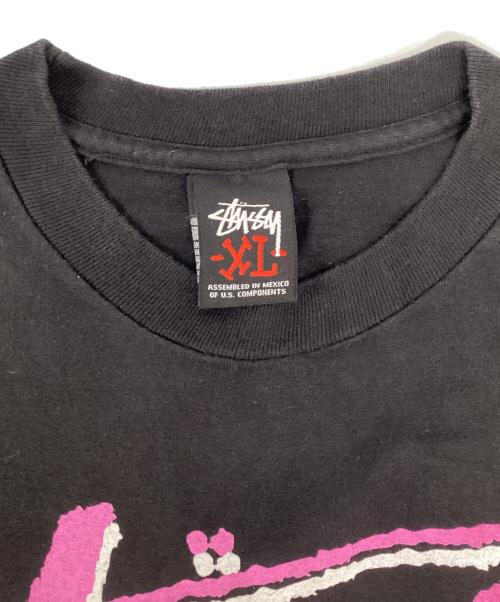 Stüssy
-XL-
ASSEMBLED IN MEXICO
OF U.S. COMPONENTS